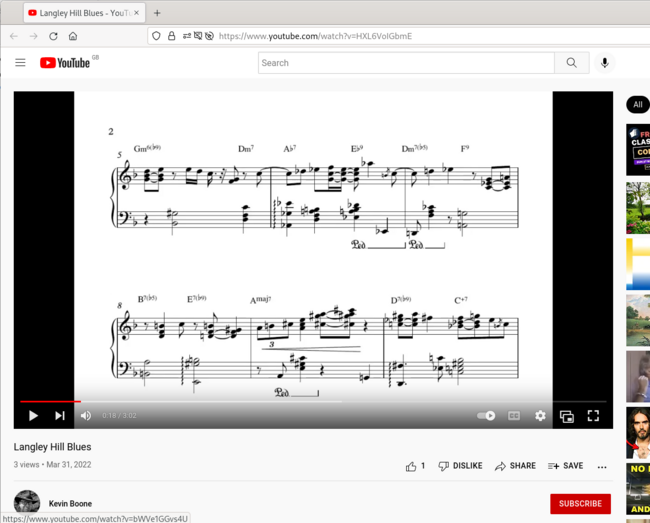 Langley Hill Blues - YouTu
https://www.youtube.com/watch?v=HXL6VoIGbmE
YouTube GB
Search
All
2
Gm6(♭9) Dm7 A♭7 E♭9 Dm7(♭5) F9
5
Ped Ped
B7(♭5) E7(♭9) Amaj7 D7(♭9) C+7
8
3
Ped
0:18 / 3:02
Langley Hill Blues
3 views • Mar 31, 2022
1 DISLIKE SHARE SAVE
Kevin Boone
SUBSCRIBE
https://www.youtube.com/watch?v=bWVe1GGvs4U
NO
AND